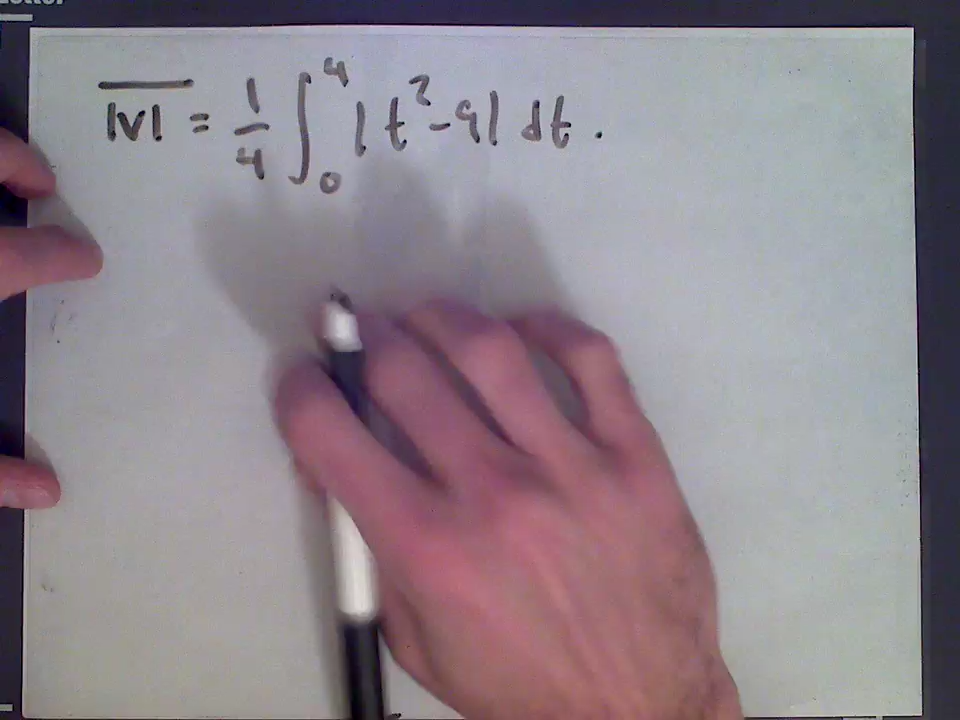 |v| = 1/4 ∫₀⁴ |t² - 9| dt.